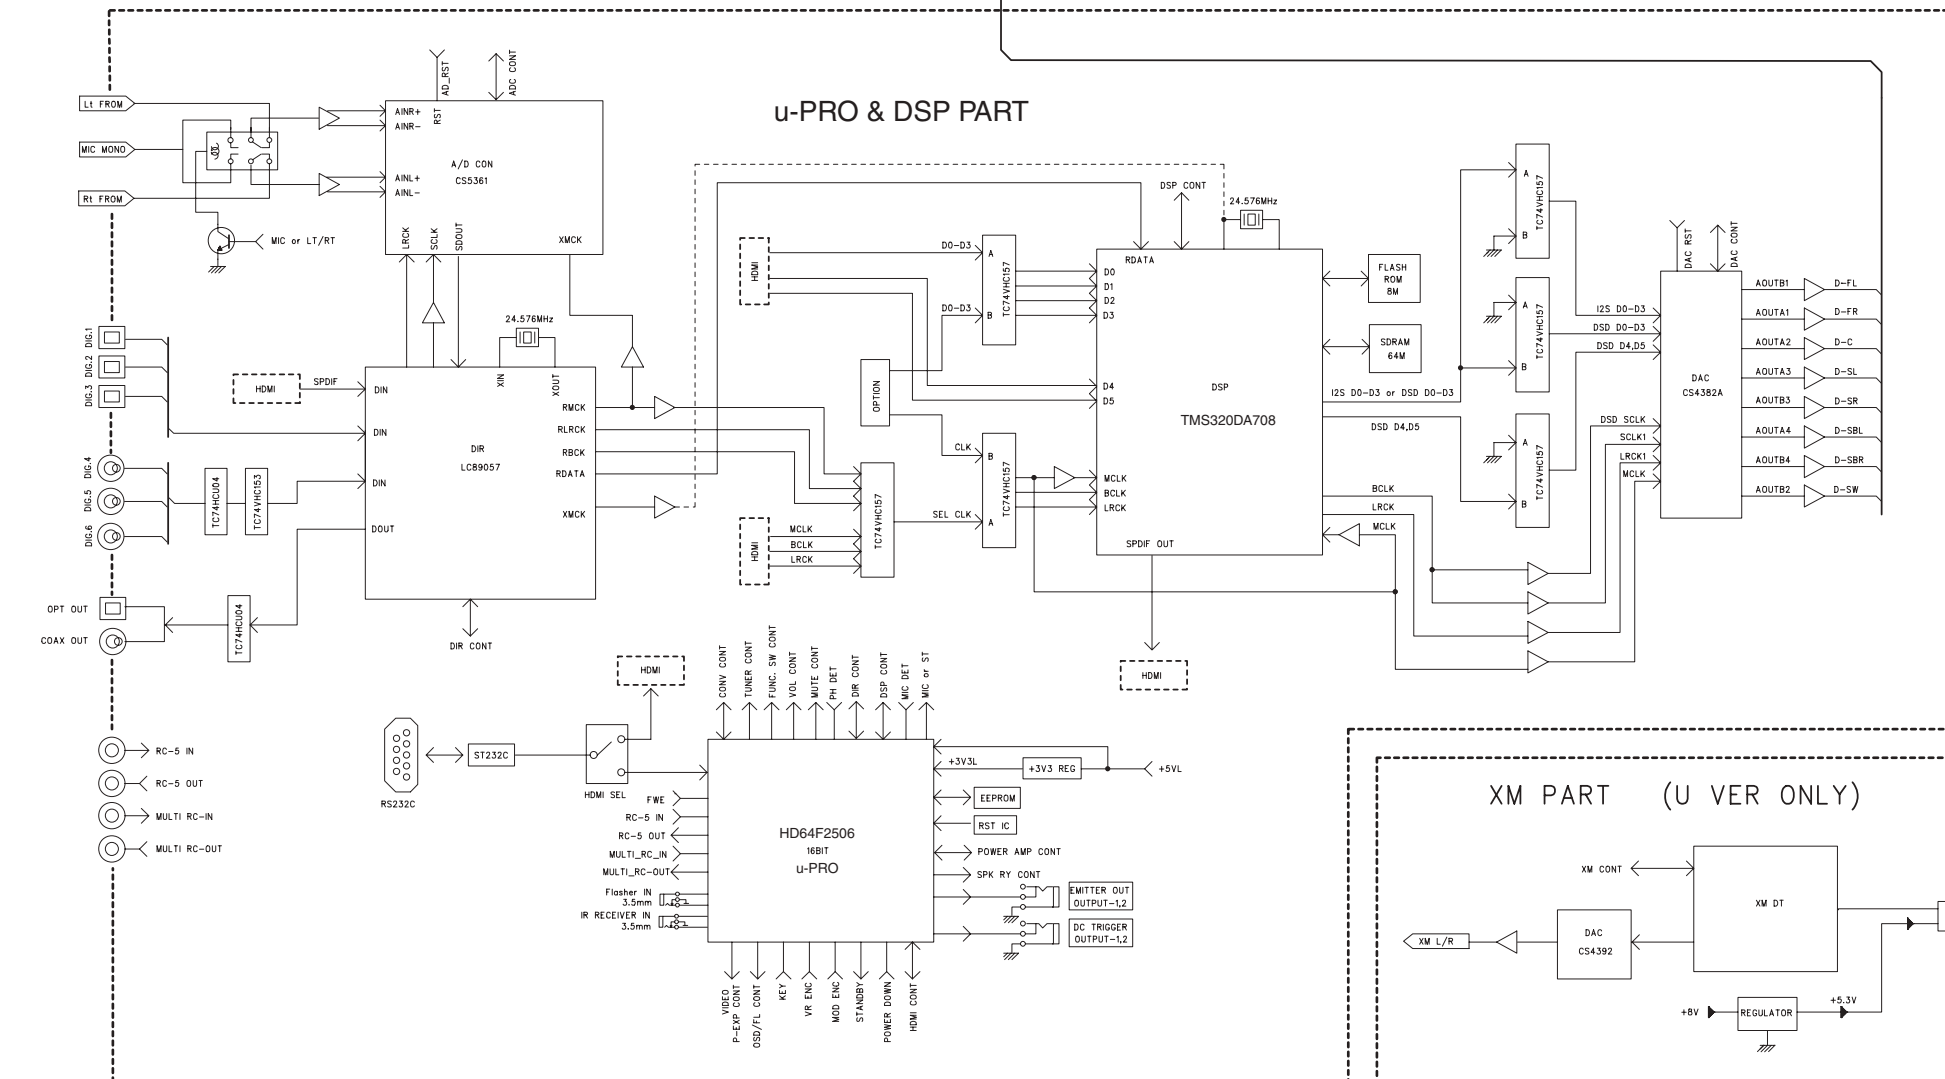 u-PRO & DSP PART
Lt FROM
MIC MONO
Rt FROM
MIC or LT/RT
AD_RST
ADC CONT
AINR+
AINR-
RST
A/D CON
CS5361
AINL+
AINL-
LRCK
SCLK
SDOUT
XMCK
DIG.1
DIG.2
DIG.3
DIG.4
DIG.5
DIG.6
HDMI
SPDIF
24.576MHz
DIN
XIN
XOUT
DIN
DIN
DOUT
DIR
LC89057
RMCK
RLRCK
RBCK
RDATA
XMCK
TC74HCU04
TC74VHC153
OPT OUT
COAX OUT
TC74HCU04
DIR CONT
HDMI
D0-D3
D0-D3
A
B
TC74VHC157
OPTION
CLK
SEL CLK
B
A
TC74VHC157
TC74VHC157
HDMI
MCLK
BCLK
LRCK
DSP CONT
24.576MHz
RDATA
D0
D1
D2
D3
D4
D5
DSP
TMS320DA708
MCLK
BCLK
LRCK
SPDIF OUT
HDMI
FLASH
ROM
8M
SDRAM
64M
I2S D0-D3 or DSD D0-D3
DSD D4,D5
BCLK
LRCK
MCLK
A
B
TC74VHC157
A
B
TC74VHC157
A
B
TC74VHC157
DAC RST
DAC CONT
I2S D0-D3
DSD D0-D3
DSD D4,D5
DSD SCLK
SCLK1
LRCK1
MCLK
DAC
CS4382A
AOUTB1 D-FL
AOUTA1 D-FR
AOUTA2 D-C
AOUTA3 D-SL
AOUTB3 D-SR
AOUTA4 D-SBL
AOUTB4 D-SBR
AOUTB2 D-SW
RC-5 IN
RC-5 OUT
MULTI RC-IN
MULTI RC-OUT
RS232C
ST232C
HDMI
HDMI SEL
CONV CONT
TUNER CONT
FUNC. SW CONT
VOL CONT
MUTE CONT
PH DET
DIR CONT
DSP CONT
MIC DET
MIC or ST
FWE
RC-5 IN
RC-5 OUT
MULTI_RC_IN
MULTI_RC-OUT
Flasher IN
3.5mm
IR RECEIVER IN
3.5mm
HD64F2506
16BIT
u-PRO
+3V3L
+3V3 REG
+5VL
EEPROM
RST IC
POWER AMP CONT
SPK RY CONT
EMITTER OUT
OUTPUT-1,2
DC TRIGGER
OUTPUT-1,2
VIDEO
P-EXP CONT
OSD/FL CONT
KEY
VR ENC
MOD ENC
STANDBY
POWER DOWN
HDMI CONT
XM PART (U VER ONLY)
XM CONT
XM DT
XM L/R
DAC
CS4392
+8V
REGULATOR
+5.3V